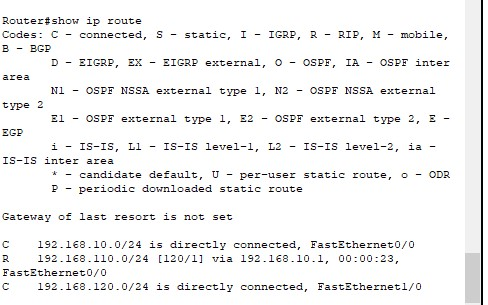 Router#show ip route
Codes: C - connected, S - static, I - IGRP, R - RIP, M - mobile,
B - BGP
D - EIGRP, EX - EIGRP external, O - OSPF, IA - OSPF inter
area
N1 - OSPF NSSA external type 1, N2 - OSPF NSSA external
type 2
E1 - OSPF external type 1, E2 - OSPF external type 2, E -
EGP
i - IS-IS, L1 - IS-IS level-1, L2 - IS-IS level-2, ia -
IS-IS inter area
* - candidate default, U - per-user static route, o - ODR
P - periodic downloaded static route
Gateway of last resort is not set
C 192.168.10.0/24 is directly connected, FastEthernet0/0
R 192.168.110.0/24 [120/1] via 192.168.10.1, 00:00:23,
FastEthernet0/0
C 192.168.120.0/24 is directly connected, FastEthernet1/0